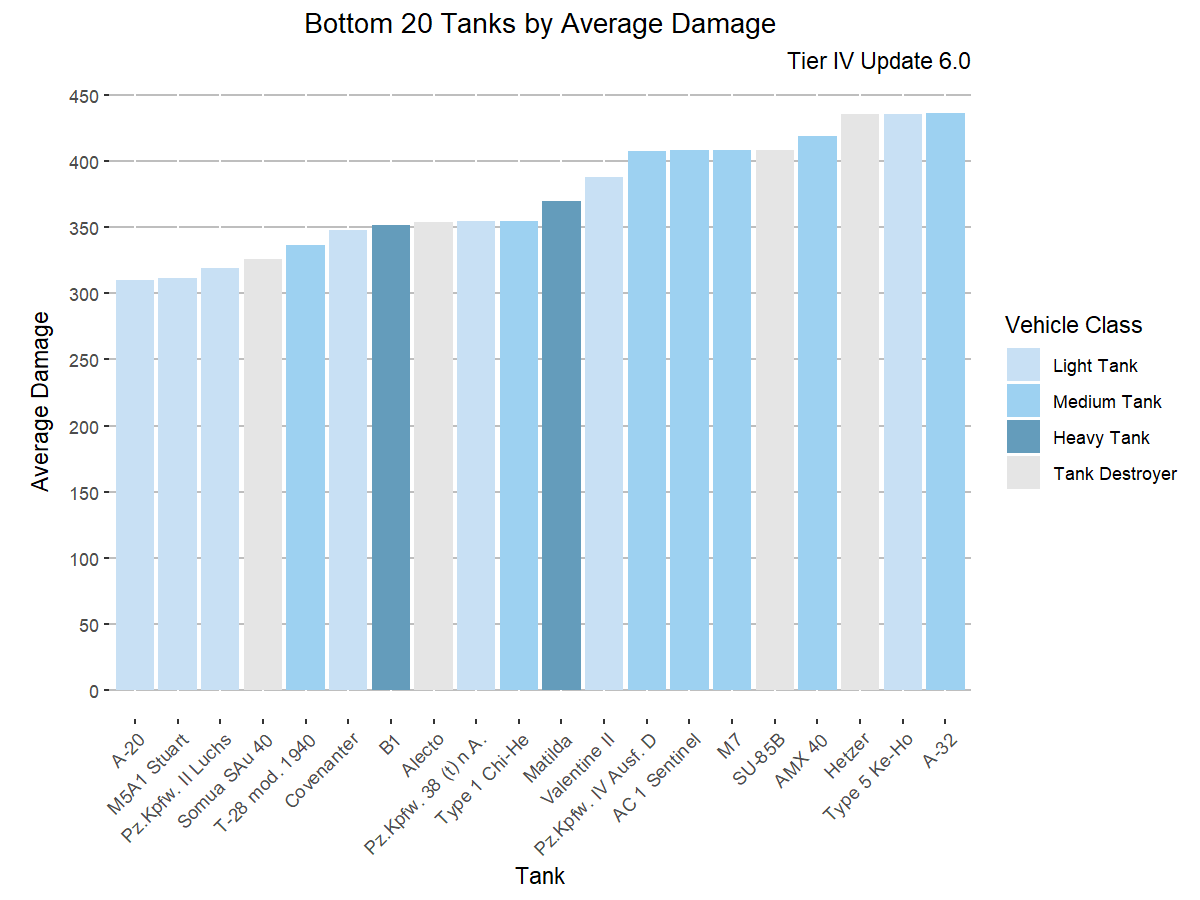 Bottom 20 Tanks by Average Damage
Tier IV Update 6.0
Average Damage
450
400
350
300
250
200
150
100
50
0
A-20
M5A1 Stuart
Pz.Kpfw. II Luchs
Somua SAu 40
T-28 mod. 1940
Covenanter
B1
Alecto
Pz.Kpfw. 38 (t) n.A.
Type 1 Chi-He
Matilda
Valentine II
Pz.Kpfw. IV Ausf. D
AC 1 Sentinel
M7
SU-85B
AMX 40
Hetzer
Type 5 Ke-Ho
A-32
Tank
Vehicle Class
Light Tank
Medium Tank
Heavy Tank
Tank Destroyer